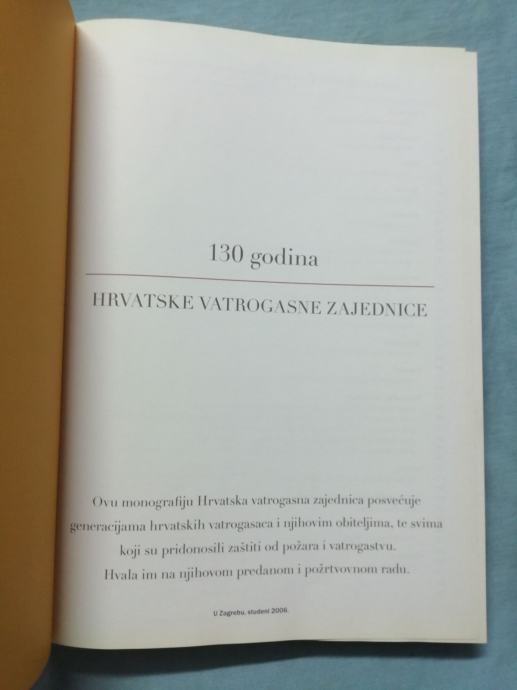 130 godina
HRVATSKE VATROGASNE ZAJEDNICE
Ovu monografiju Hrvatska vatrogasna zajednica posvećuje
generacijama hrvatskih vatrogasaca i njihovim obiteljima, te svima
koji su pridonosili zaštiti od požara i vatrogastvu.
Hvala im na njihovom predanom i požrtvovnom radu.
U Zagrebu, studeni 2006.